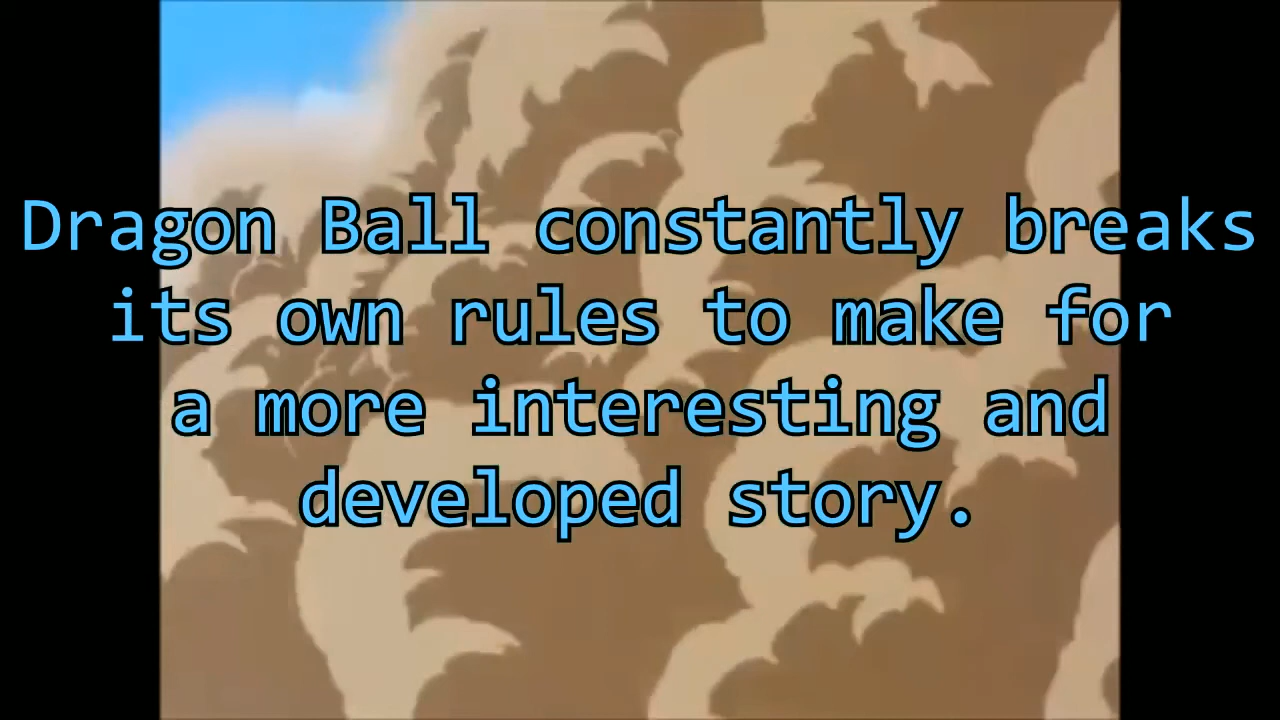 Dragon Ball constantly breaks
its own rules to make for
a more interesting and
developed story.